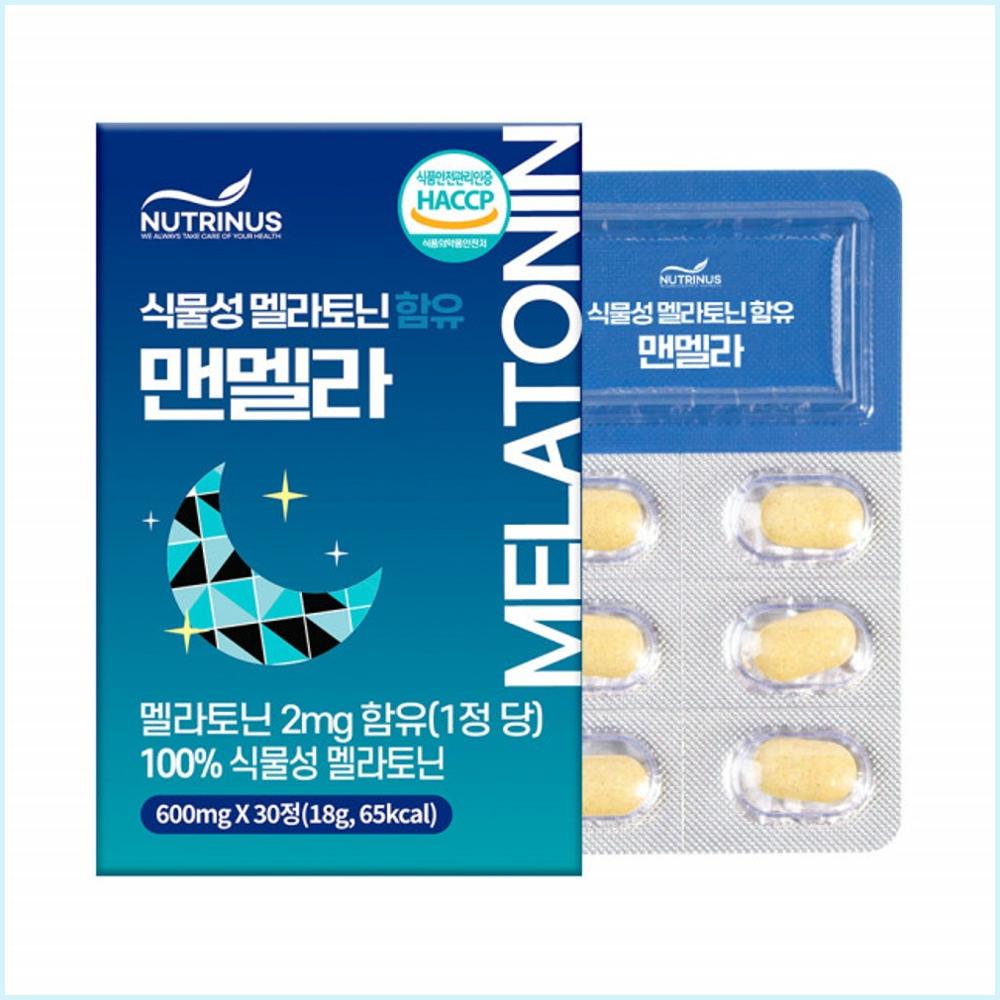 NUTRINUS
WE ALWAYS TAKE CARE OF YOUR HEALTH
식품안전관리인증
HACCP
식품의약품안전처
식물성 멜라토닌 함유
맨멜라
MELATONIN
멜라토닌 2mg 함유(1정 당)
100% 식물성 멜라토닌
600mg X 30정(18g, 65kcal)
NUTRINUS
식물성 멜라토닌 함유
맨멜라